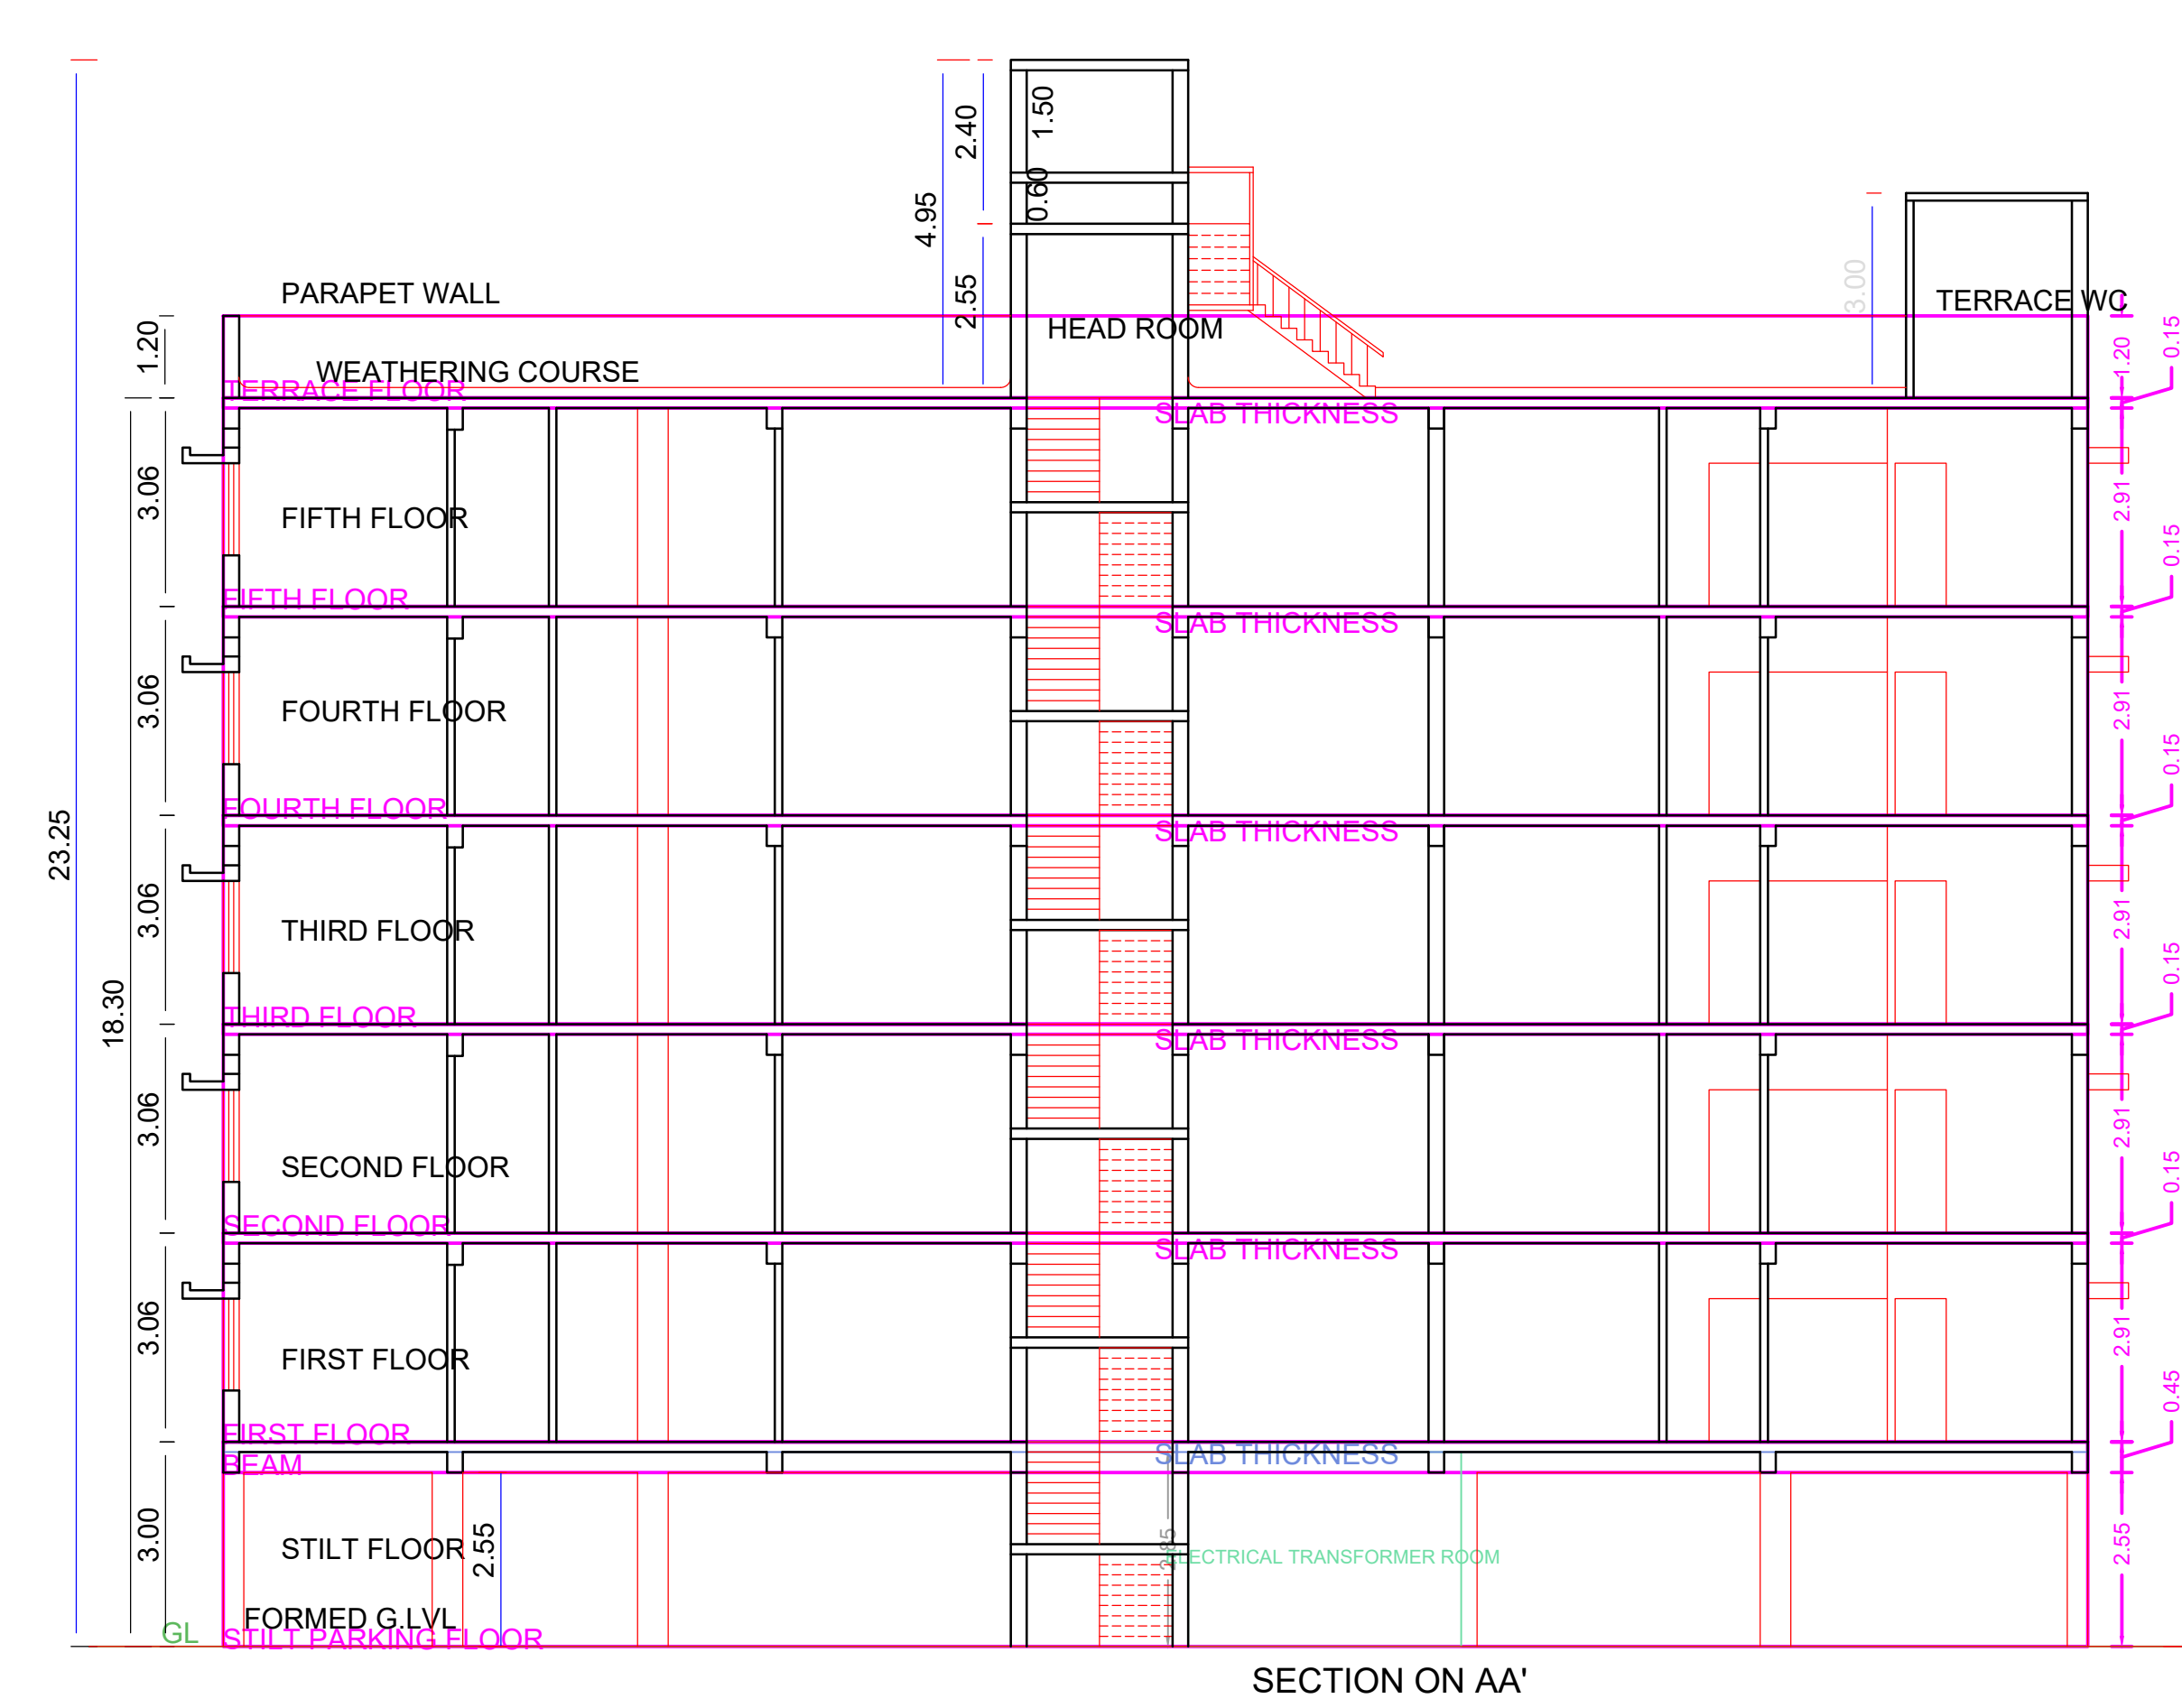 2.40
1.50
4.95
0.60
2.55
3.00
PARAPET WALL
TERRACE WC
HEAD ROOM
1.20
WEATHERING COURSE
TERRACE FLOOR
SLAB THICKNESS
1.20
0.15
3.06
FIFTH FLOOR
2.91
0.15
FIFTH FLOOR
SLAB THICKNESS
3.06
FOURTH FLOOR
2.91
0.15
FOURTH FLOOR
SLAB THICKNESS
23.25
3.06
THIRD FLOOR
2.91
0.15
18.30
THIRD FLOOR
SLAB THICKNESS
3.06
SECOND FLOOR
2.91
0.15
SECOND FLOOR
SLAB THICKNESS
3.06
FIRST FLOOR
2.91
0.45
FIRST FLOOR
SLAB THICKNESS
BEAM
3.00
STILT FLOOR
2.55
2.85
ELECTRICAL TRANSFORMER ROOM
2.55
FORMED G.LVL
GL
STILT PARKING FLOOR
SECTION ON AA'